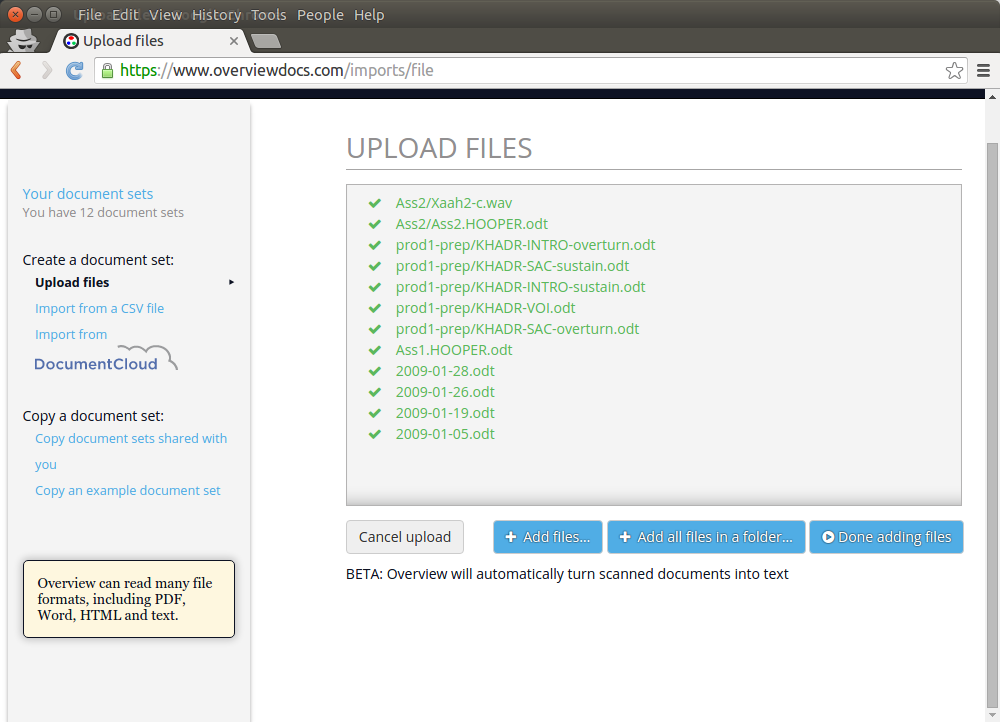 File Edit View History Tools People Help
Upload files
https://www.overviewdocs.com/imports/file
Your document sets
You have 12 document sets
Create a document set:
Upload files
Import from a CSV file
Import from
DocumentCloud
Copy a document set:
Copy document sets shared with
you
Copy an example document set
Overview can read many file
formats, including PDF,
Word, HTML and text.
UPLOAD FILES
Ass2/Xaah2-c.wav
Ass2/Ass2.HOOPER.odt
prod1-prep/KHADR-INTRO-overturn.odt
prod1-prep/KHADR-SAC-sustain.odt
prod1-prep/KHADR-INTRO-sustain.odt
prod1-prep/KHADR-VOI.odt
prod1-prep/KHADR-SAC-overturn.odt
Ass1.HOOPER.odt
2009-01-28.odt
2009-01-26.odt
2009-01-19.odt
2009-01-05.odt
Cancel upload
Add files...
Add all files in a folder...
Done adding files
BETA: Overview will automatically turn scanned documents into text